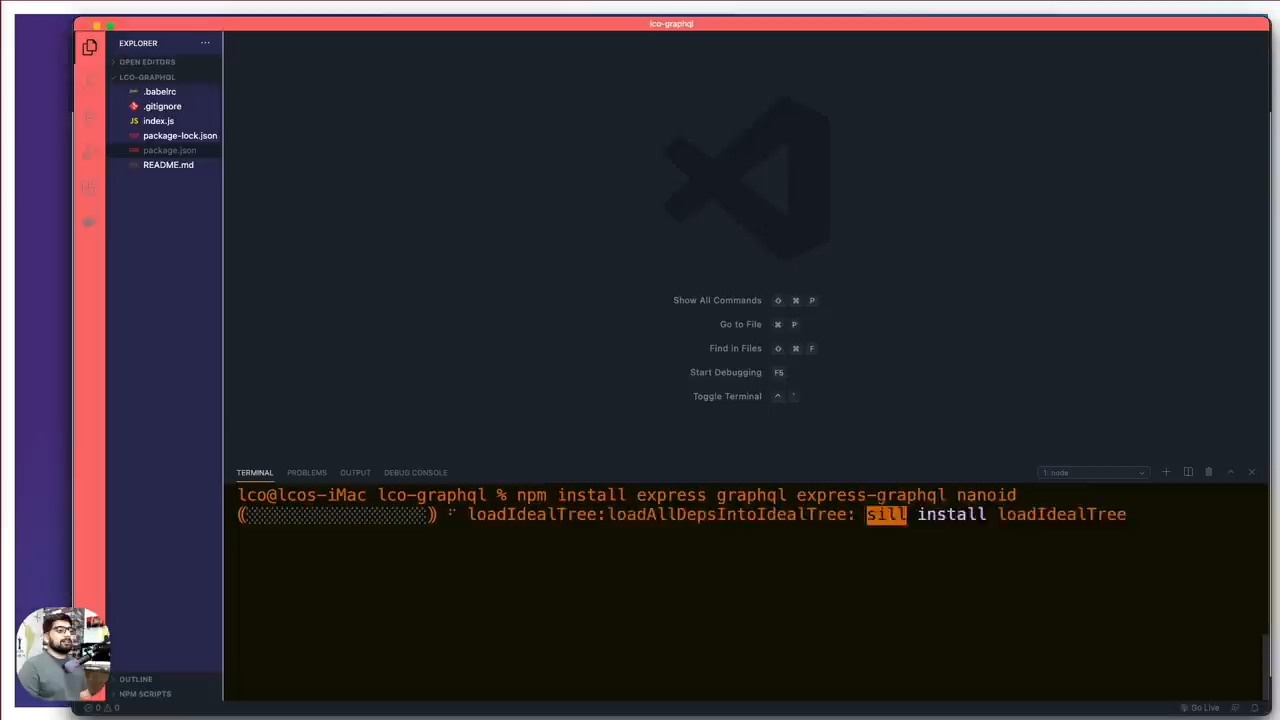 lco-graphql
EXPLORER
OPEN EDITORS
LCO-GRAPHQL
.babelrc
.gitignore
JS index.js
package-lock.json
package.json
README.md
OUTLINE
NPM SCRIPTS
Show All Commands ⇧ ⌘ P
Go to File ⌘ P
Find in Files ⇧ ⌘ F
Start Debugging F5
Toggle Terminal ^ `
TERMINAL PROBLEMS OUTPUT DEBUG CONSOLE 1: node
lco@lcos-iMac lco-graphql % npm install express graphql express-graphql nanoid
loadIdealTree:loadAllDepsIntoIdealTree: sill install loadIdealTree
0 0 Go Live